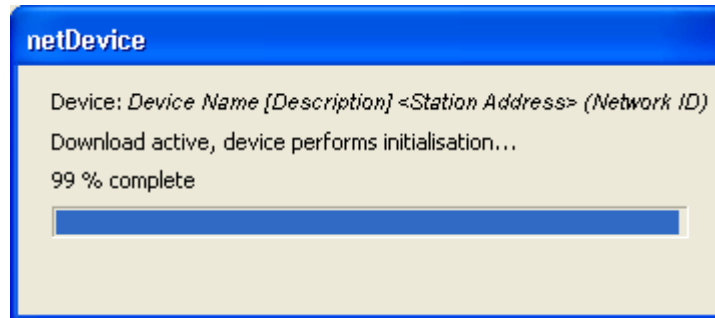 netDevice
Device: Device Name [Description] <Station Address> (Network ID)
Download active, device performs initialisation...
99 % complete